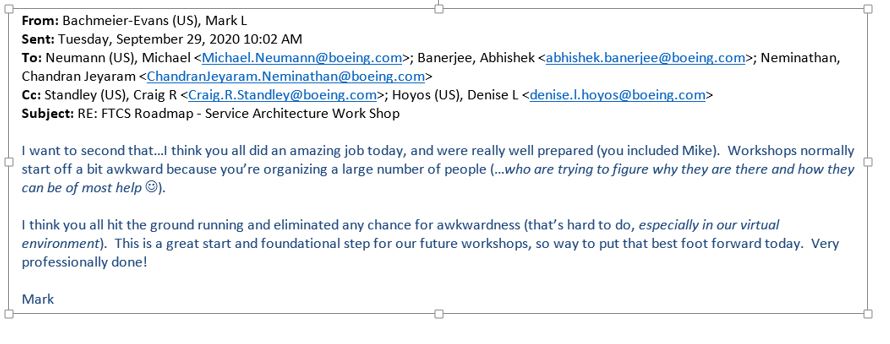 From: Bachmeier-Evans (US), Mark L
Sent: Tuesday, September 29, 2020 10:02 AM
To: Neumann (US), Michael <Michael.Neumann@boeing.com>; Banerjee, Abhishek <abhishek.banerjee@boeing.com>; Neminathan,
Chandran Jeyaram <ChandranJeyaram.Neminathan@boeing.com>
Cc: Standley (US), Craig R <Craig.R.Standley@boeing.com>; Hoyos (US), Denise L <denise.l.hoyos@boeing.com>
Subject: RE: FTCS Roadmap - Service Architecture Work Shop
I want to second that…I think you all did an amazing job today, and were really well prepared (you included Mike).  Workshops normally
start off a bit awkward because you’re organizing a large number of people (…who are trying to figure why they are there and how they
can be of most help ☺).
I think you all hit the ground running and eliminated any chance for awkwardness (that’s hard to do, especially in our virtual
environment).  This is a great start and foundational step for our future workshops, so way to put that best foot forward today.  Very
professionally done!
Mark